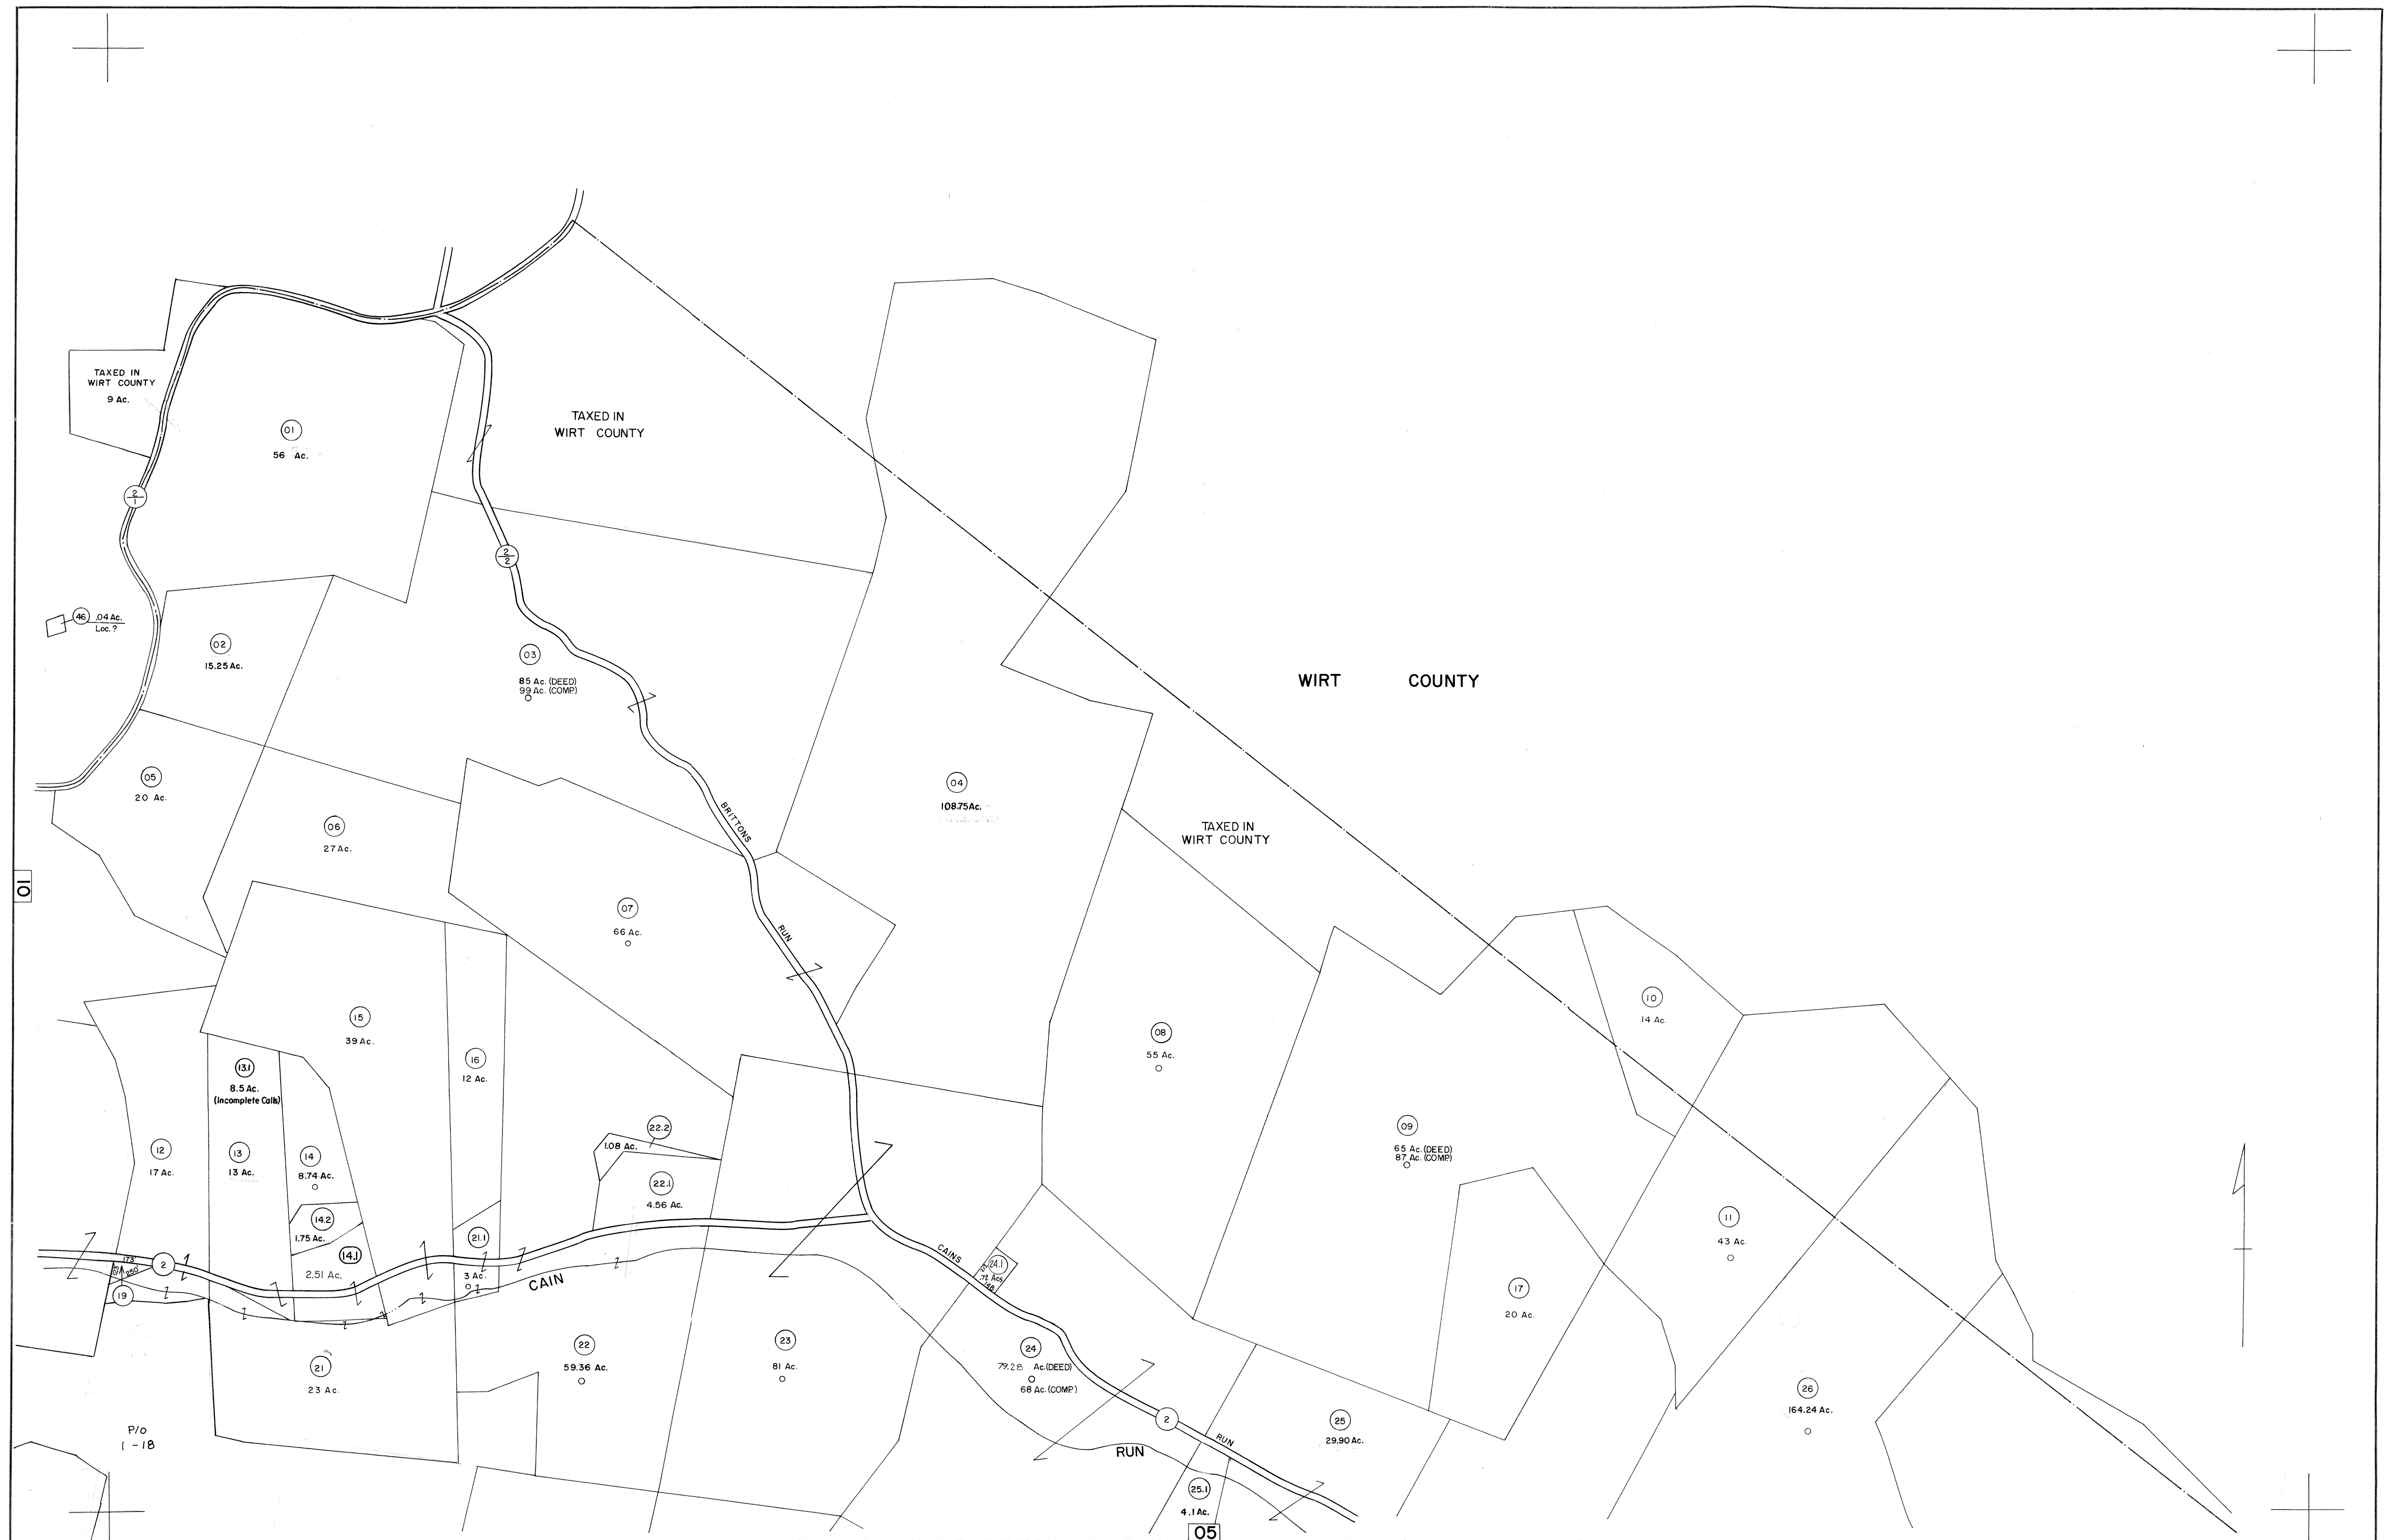 TAXED IN
WIRT COUNTY
9 Ac.
01
56 Ac.
TAXED IN
WIRT COUNTY
2
1
2
2
46 .04 Ac.
Loc. ?
02
15.25 Ac.
03
85 Ac. (DEED)
99 Ac. (COMP.)
WIRT COUNTY
05
20 Ac.
04
108.75 Ac.
06
27 Ac.
BRITTONS
RUN
TAXED IN
WIRT COUNTY
01
07
66 Ac.
15
39 Ac.
16
12 Ac.
08
55 Ac.
10
14 Ac.
13.1
8.5 Ac.
(Incomplete Calls)
12
17 Ac.
13
13 Ac.
14
8.74 Ac.
22.2
1.08 Ac.
22.1
4.56 Ac.
09
65 Ac. (DEED)
87 Ac. (COMP)
14.2
1.75 Ac.
14.1
2.51 Ac.
21.1
3 Ac.
11
43 Ac.
173'
250'
2
19
CAIN
CAINS
24.1
.72 Acs
148
17
20 Ac.
21
23 Ac.
22
59.36 Ac.
23
81 Ac.
24
79.28 Ac. (DEED)
68 Ac. (COMP)
26
164.24 Ac.
P/O
1-18
2
RUN
RUN
25
29.90 Ac.
25.1
4.1 Ac.
05